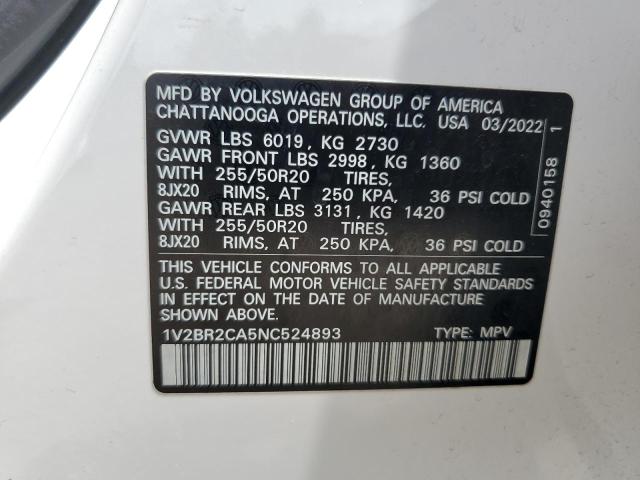 MFD BY VOLKSWAGEN GROUP OF AMERICA
CHATTANOOGA OPERATIONS, LLC, USA 03/2022
GVWR LBS 6019, KG 2730
GAWR FRONT LBS 2998, KG 1360
WITH 255/50R20 TIRES,
8JX20 RIMS, AT 250 KPA, 36 PSI COLD
GAWR REAR LBS 3131, KG 1420
WITH 255/50R20 TIRES,
8JX20 RIMS, AT 250 KPA, 36 PSI COLD
THIS VEHICLE CONFORMS TO ALL APPLICABLE
U.S. FEDERAL MOTOR VEHICLE SAFETY STANDARDS
IN EFFECT ON THE DATE OF MANUFACTURE
SHOWN ABOVE.
1V2BR2CA5NC524893 TYPE: MPV
0940158 1